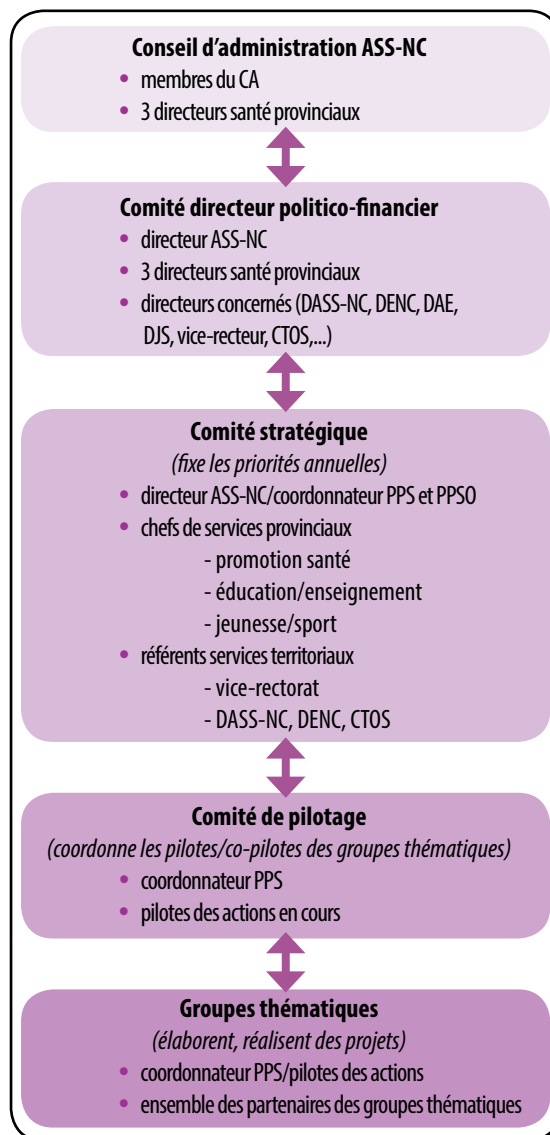 Conseil d'administration ASS-NC
• membres du CA
• 3 directeurs santé provinciaux
Comité directeur politico-financier
• directeur ASS-NC
• 3 directeurs santé provinciaux
• directeurs concernés (DASS-NC, DENC, DAE,
DJS, vice-recteur, CTOS,...)
Comité stratégique
(fixe les priorités annuelles)
• directeur ASS-NC/coordonnateur PPS et PPSO
• chefs de services provinciaux
- promotion santé
- éducation/enseignement
- jeunesse/sport
• référents services territoriaux
- vice-rectorat
- DASS-NC, DENC, CTOS
Comité de pilotage
(coordonne les pilotes/co-pilotes des groupes thématiques)
• coordonnateur PPS
• pilotes des actions en cours
Groupes thématiques
(élaborent, réalisent des projets)
• coordonnateur PPS/pilotes des actions
• ensemble des partenaires des groupes thématiques